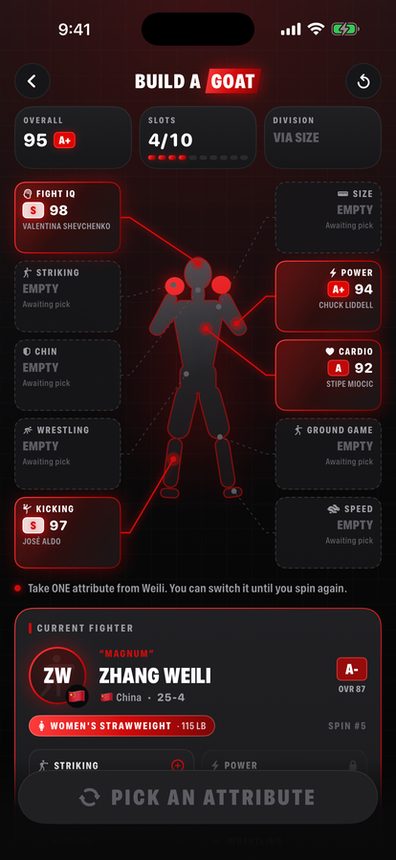 9:41
BUILD A GOAT
OVERALL
95 A+
SLOTS
4/10
DIVISION
VIA SIZE
FIGHT IQ
S 98
VALENTINA SHEVCHENKO
SIZE
EMPTY
Awaiting pick
STRIKING
EMPTY
Awaiting pick
POWER
A+ 94
CHUCK LIDDELL
CHIN
EMPTY
Awaiting pick
CARDIO
A 92
STIPE MIOCIC
WRESTLING
EMPTY
Awaiting pick
GROUND GAME
EMPTY
Awaiting pick
KICKING
S 97
JOSÉ ALDO
SPEED
EMPTY
Awaiting pick
Take ONE attribute from Weili. You can switch it until you spin again.
CURRENT FIGHTER
ZW
"MAGNUM"
ZHANG WEILI
China · 25-4
A-
OVR 87
WOMEN'S STRAWWEIGHT · 115 LB
SPIN #5
STRIKING
POWER
PICK AN ATTRIBUTE